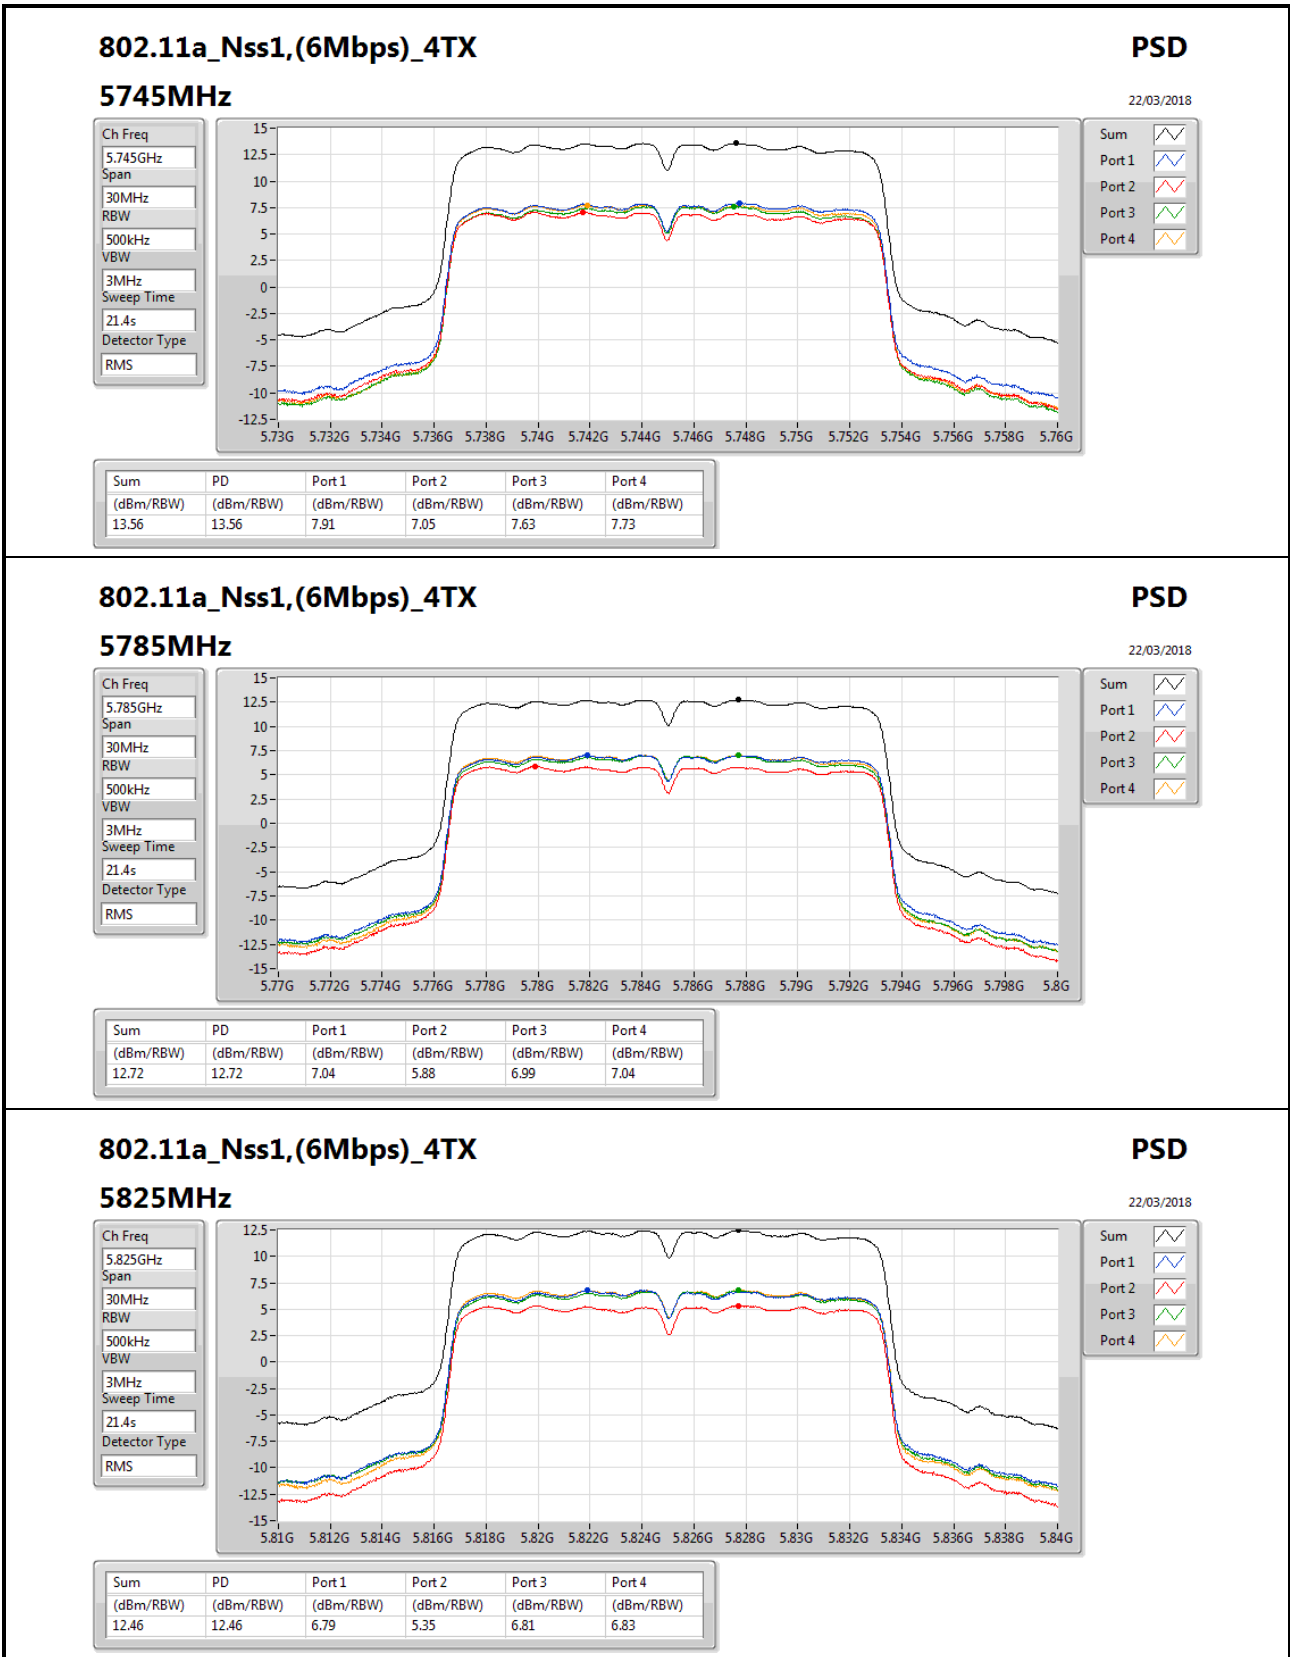 802.11a_Nss1,(6Mbps)_4TX PSD
5745MHz 22/03/2018
Ch Freq
5.745GHz
Span
30MHz
RBW
500kHz
VBW
3MHz
Sweep Time
21.4s
Detector Type
RMS
15
12.5
10
7.5
5
2.5
0
-2.5
-5
-7.5
-10
-12.5
5.73G 5.732G 5.734G 5.736G 5.738G 5.74G 5.742G 5.744G 5.746G 5.748G 5.75G 5.752G 5.754G 5.756G 5.758G 5.76G
Sum
Port 1
Port 2
Port 3
Port 4
Sum PD Port 1 Port 2 Port 3 Port 4
(dBm/RBW) (dBm/RBW) (dBm/RBW) (dBm/RBW) (dBm/RBW) (dBm/RBW)
13.56 13.56 7.91 7.05 7.63 7.73
802.11a_Nss1,(6Mbps)_4TX PSD
5785MHz 22/03/2018
Ch Freq
5.785GHz
Span
30MHz
RBW
500kHz
VBW
3MHz
Sweep Time
21.4s
Detector Type
RMS
15
12.5
10
7.5
5
2.5
0
-2.5
-5
-7.5
-10
-12.5
-15
5.77G 5.772G 5.774G 5.776G 5.778G 5.78G 5.782G 5.784G 5.786G 5.788G 5.79G 5.792G 5.794G 5.796G 5.798G 5.8G
Sum
Port 1
Port 2
Port 3
Port 4
Sum PD Port 1 Port 2 Port 3 Port 4
(dBm/RBW) (dBm/RBW) (dBm/RBW) (dBm/RBW) (dBm/RBW) (dBm/RBW)
12.72 12.72 7.04 5.88 6.99 7.04
802.11a_Nss1,(6Mbps)_4TX PSD
5825MHz 22/03/2018
Ch Freq
5.825GHz
Span
30MHz
RBW
500kHz
VBW
3MHz
Sweep Time
21.4s
Detector Type
RMS
12.5
10
7.5
5
2.5
0
-2.5
-5
-7.5
-10
-12.5
-15
5.81G 5.812G 5.814G 5.816G 5.818G 5.82G 5.822G 5.824G 5.826G 5.828G 5.83G 5.832G 5.834G 5.836G 5.838G 5.84G
Sum
Port 1
Port 2
Port 3
Port 4
Sum PD Port 1 Port 2 Port 3 Port 4
(dBm/RBW) (dBm/RBW) (dBm/RBW) (dBm/RBW) (dBm/RBW) (dBm/RBW)
12.46 12.46 6.79 5.35 6.81 6.83